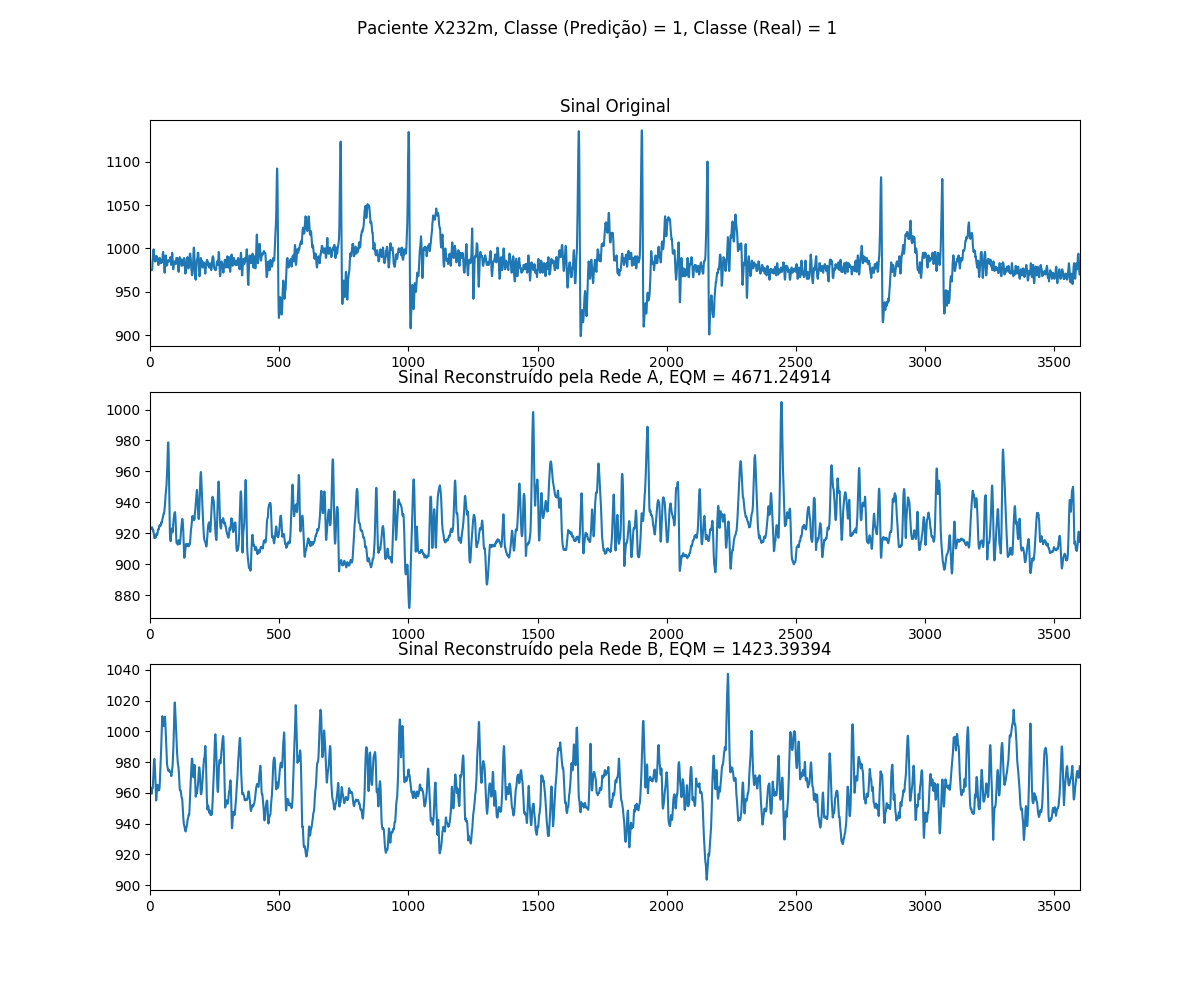 Paciente X232m, Classe (Predição) = 1, Classe (Real) = 1
Sinal Original
1100
1050
1000
950
900
0 500 1000 1500 2000 2500 3000 3500
Sinal Reconstruído pela Rede A, EQM = 4671.24914
1000
980
960
940
920
900
880
0 500 1000 1500 2000 2500 3000 3500
Sinal Reconstruído pela Rede B, EQM = 1423.39394
1040
1020
1000
980
960
940
920
900
0 500 1000 1500 2000 2500 3000 3500